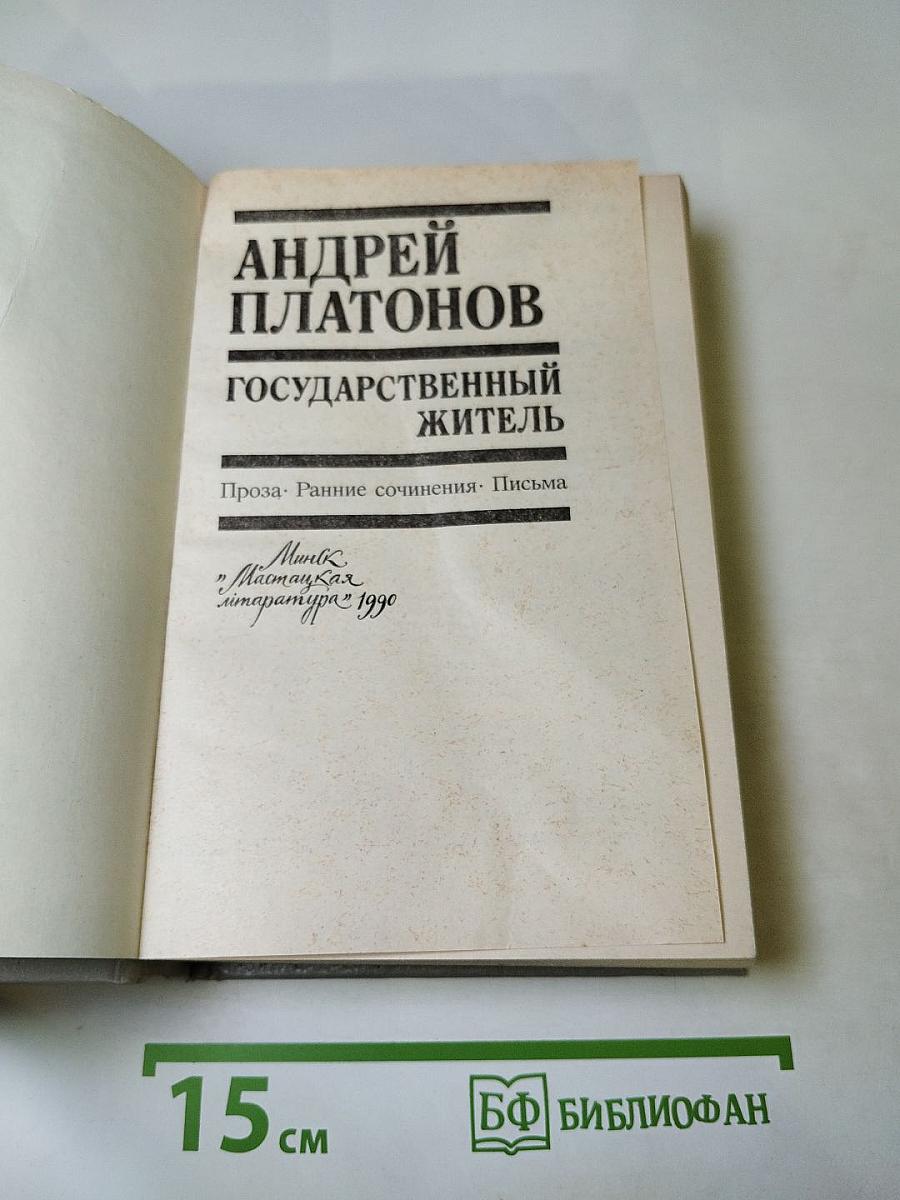 АНДРЕЙ
ПЛАТОНОВ
ГОСУДАРСТВЕННЫЙ
ЖИТЕЛЬ
Проза· Ранние сочинения· Письма
Минск
„Мастацкая
літаратура” 1990
15 см
БФ БИБЛИОФАН